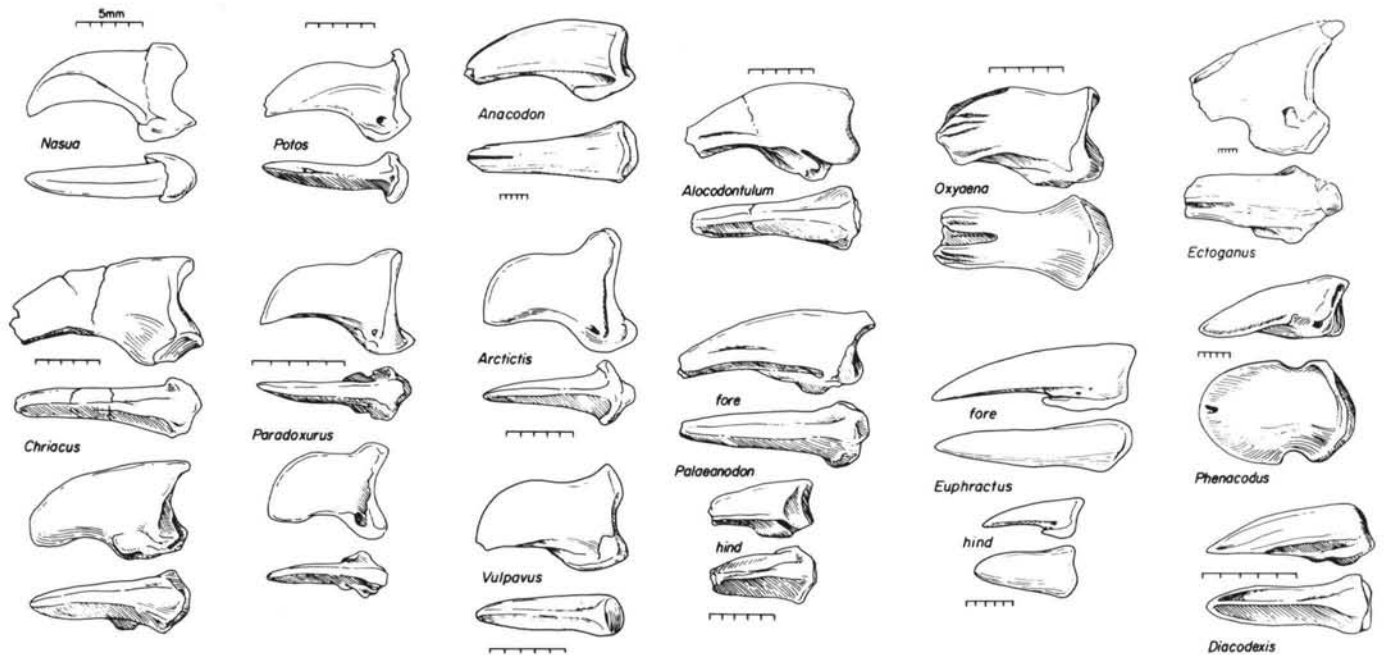 5mm
Nasua
Potos
Anacodon
Alocodontulum
Oxyaena
Ectoganus
Chriacus
Paradoxurus
Arctictis
fore
Palaeanodon
hind
fore
Euphractus
hind
Phenacodus
Vulpavus
Diacodexis